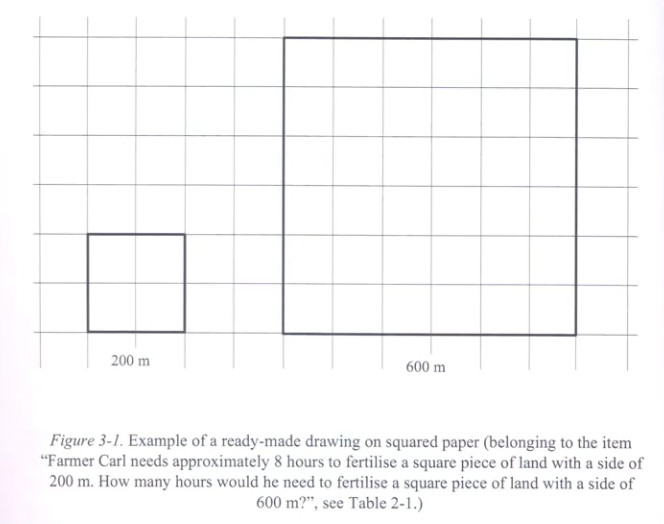 200 m
600 m
Figure 3-1. Example of a ready-made drawing on squared paper (belonging to the item
“Farmer Carl needs approximately 8 hours to fertilise a square piece of land with a side of
200 m. How many hours would he need to fertilise a square piece of land with a side of
600 m?”, see Table 2-1.)